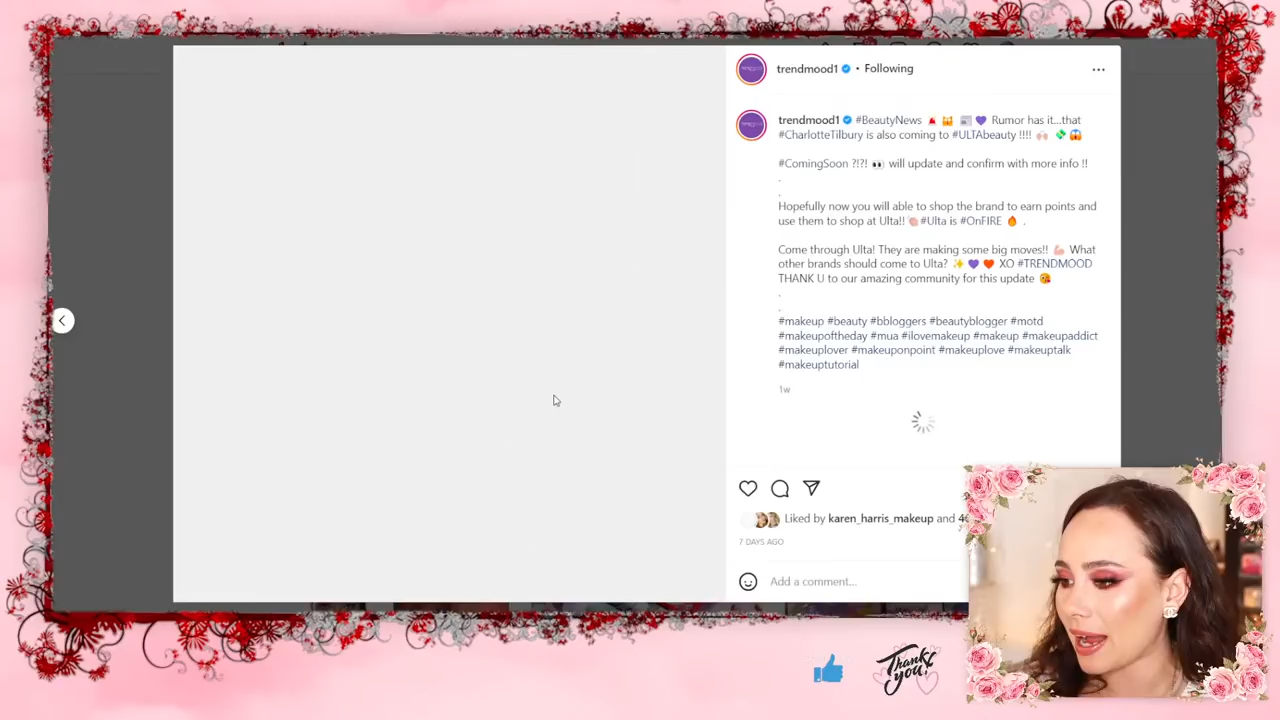 trendmood1 • Following
trendmood1 #BeautyNews 💜 Rumor has it...that
#CharlotteTilbury is also coming to #ULTAbeauty !!!!
#ComingSoon ?!?! 👀 will update and confirm with more info !!
.
.
Hopefully now you will able to shop the brand to earn points and
use them to shop at Ulta!! #Ulta is #OnFIRE 🔥 .
Come through Ulta! They are making some big moves!! 💪 What
other brands should come to Ulta? ✨ 💜 XO #TRENDMOOD
THANK U to our amazing community for this update 😘
.
.
#makeup #beauty #bbloggers #beautyblogger #motd
#makeupoftheday #mua #ilovemakeup #makeup #makeupaddict
#makeuplover #makeuponpoint #makeuplove #makeuptalk
#makeuptutorial
1w
Liked by karen_harris_makeup and
7 DAYS AGO
Add a comment...
Thank you!